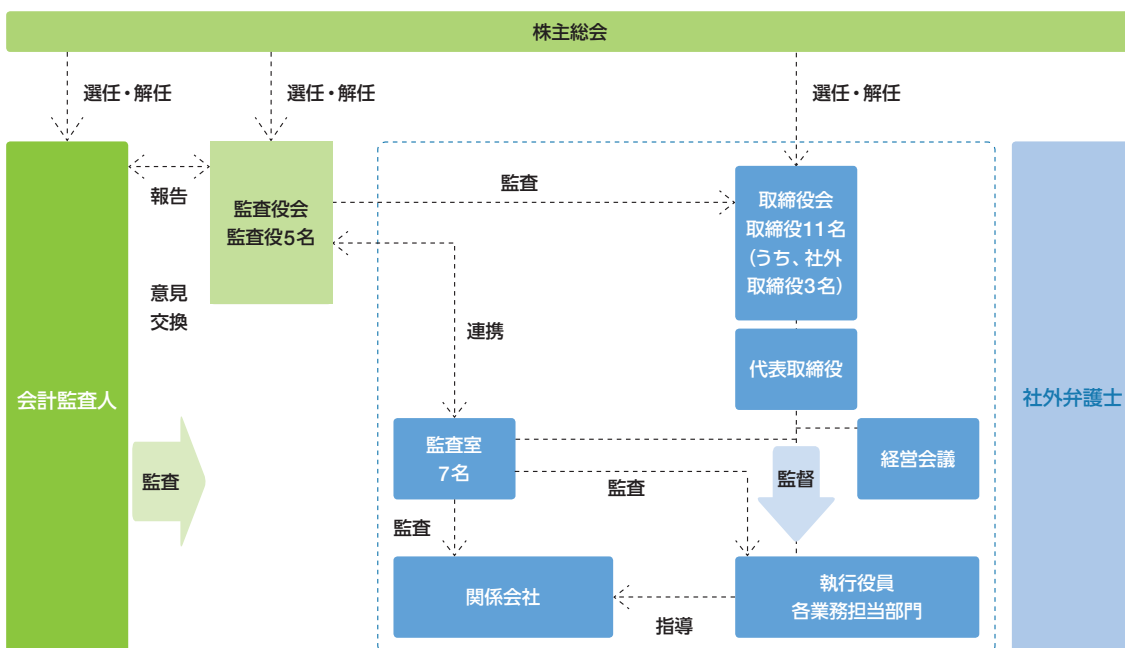 株主総会
選任・解任
選任・解任
選任・解任
報告
意見
交換
会計監査人
監査
監査役会
監査役5名
監査
連携
取締役会
取締役11名
(うち、社外
取締役3名)
代表取締役
監査室
7名
監査
監査
監督
経営会議
関係会社
指導
執行役員
各業務担当部門
社外弁護士